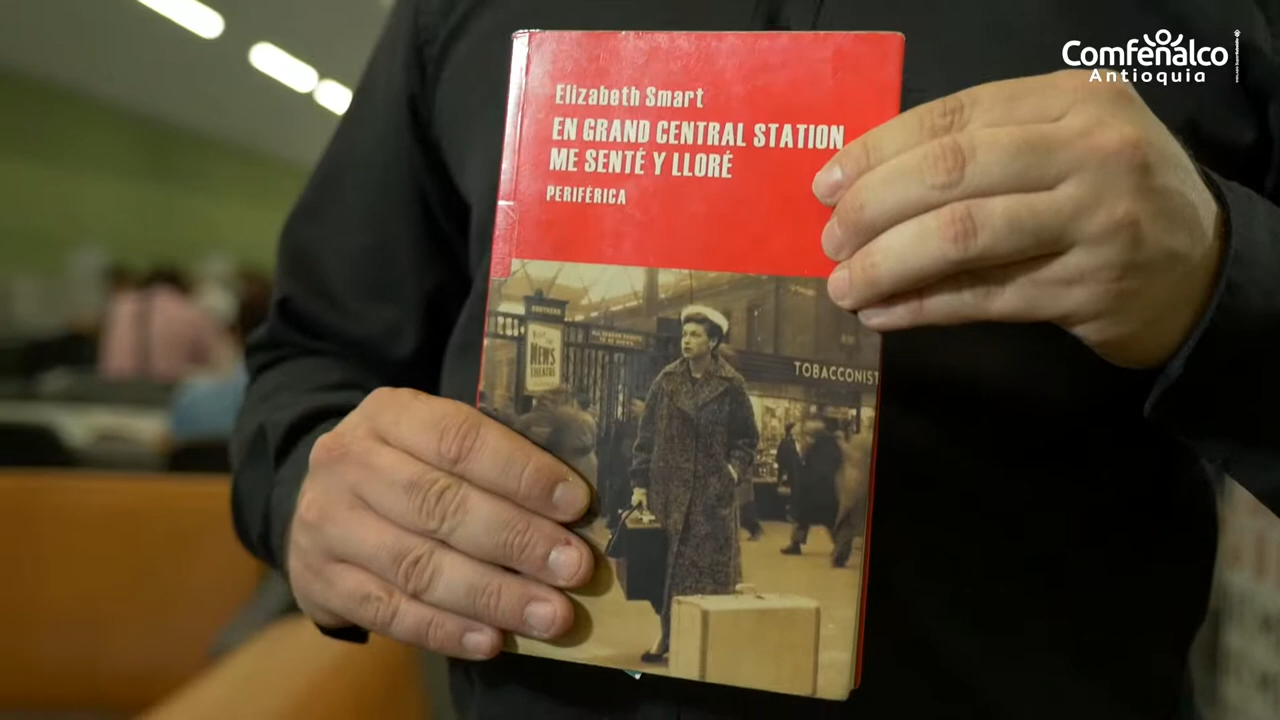 Comfenalco
Antioquia
Elizabeth Smart
EN GRAND CENTRAL STATION
ME SENTÉ Y LLORÉ
PERIFÉRICA
NEWS
THEATRE
TOBACCONIST